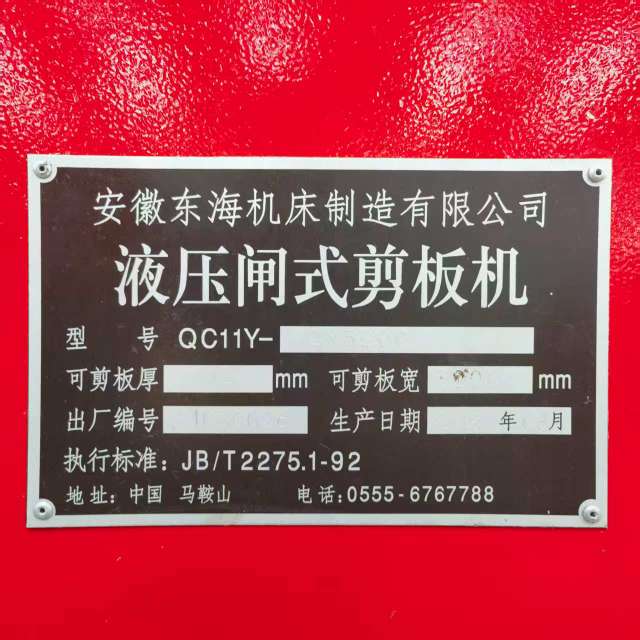 安徽东海机床制造有限公司
液压闸式剪板机
型 号 QC11Y-
可剪板厚 mm 可剪板宽 mm
出厂编号 生产日期 年 月
执行标准: JB/T2275.1-92
地址: 中国 马鞍山 电话:0555-6767788